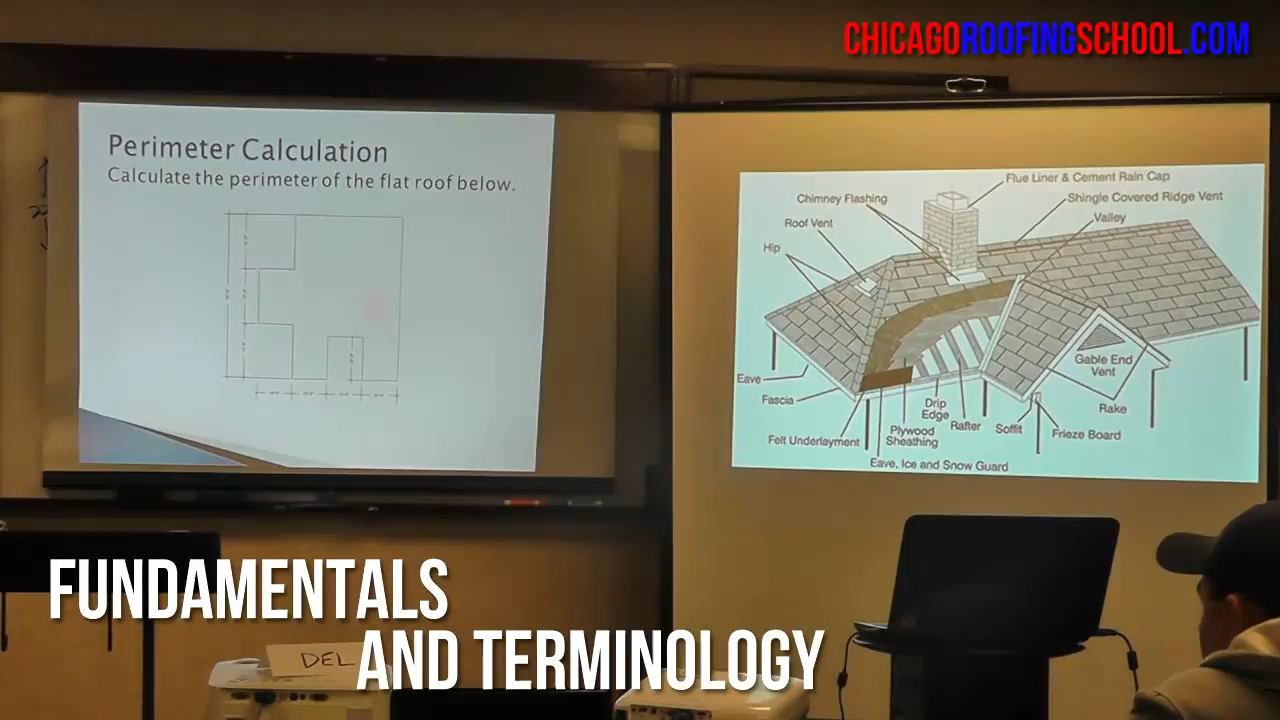 CHICAGOROOFINGSCHOOL.COM
Perimeter Calculation
Calculate the perimeter of the flat roof below.
Flue Liner & Cement Rain Cap
Chimney Flashing
Shingle Covered Ridge Vent
Roof Vent
Valley
Hip
Gable End
Vent
Eave
Fascia
Drip
Edge
Rake
Rafter
Soffit
Frieze Board
Plywood
Sheathing
Felt Underlayment
Eave, Ice and Snow Guard
FUNDAMENTALS
AND TERMINOLOGY
DEL